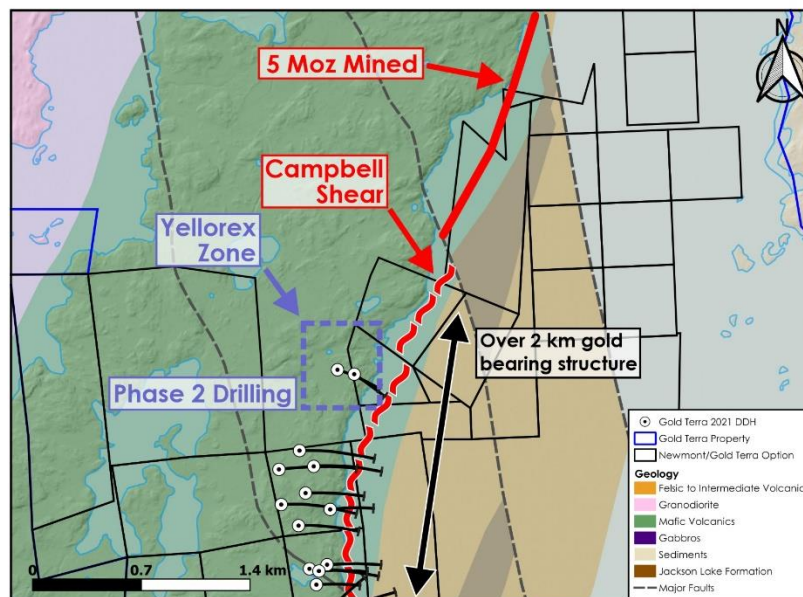 N
5 Moz Mined
Campbell
Shear
Yellorex
Zone
Over 2 km gold
bearing structure
Phase 2 Drilling
Gold Terra 2021 DDH
Gold Terra Property
Newmont/Gold Terra Option
Geology
Felsic to Intermediate Volcanic
Granodiorite
Mafic Volcanics
Gabbros
Sediments
Jackson Lake Formation
Major Faults
0 0.7 1.4 km